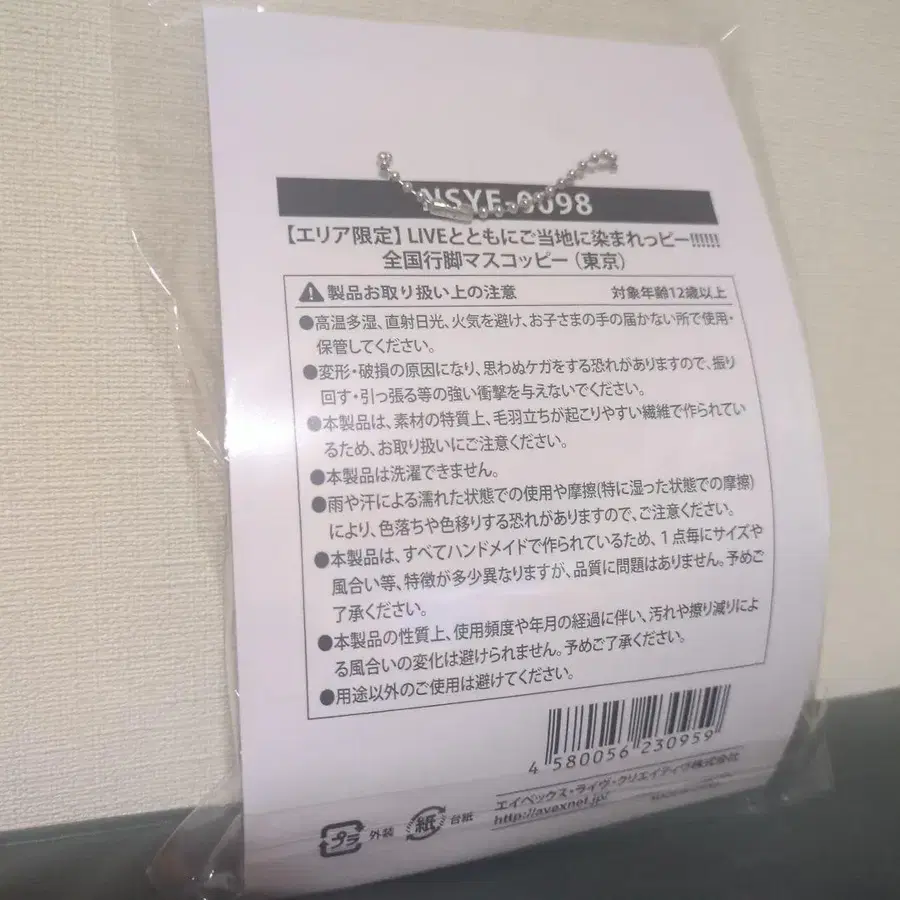 NSYE-0098
【エリア限定】LIVEとともにご当地に染まれっピー!!!!!!
全国行脚マスコッピー（東京）
製品お取り扱い上の注意 対象年齢12歳以上
●高温多湿、直射日光、火気を避け、お子さまの手の届かない所で使用・
保管してください。
●変形・破損の原因になり、思わぬケガをする恐れがありますので、振り
回す・引っ張る等の強い衝撃を与えないでください。
●本製品は、素材の特質上、毛羽立ちが起こりやすい繊維で作られてい
るため、お取り扱いにご注意ください。
●本製品は洗濯できません。
●雨や汗による濡れた状態での使用や摩擦(特に湿った状態での摩擦)
により、色落ちや色移りする恐れがありますので、ご注意ください。
●本製品は、すべてハンドメイドで作られているため、1点毎にサイズや
風合い等、特徴が多少異なりますが、品質に問題はありません。予めご
了承ください。
●本製品の性質上、使用頻度や年月の経過に伴い、汚れや擦り減りによ
る風合いの変化は避けられません。予めご了承ください。
●用途以外のご使用は避けてください。
4 580056 230959
プラ 外装 紙 台紙
エイベックス・ライヴ・クリエイティヴ株式会社
http://avexnet.jp/